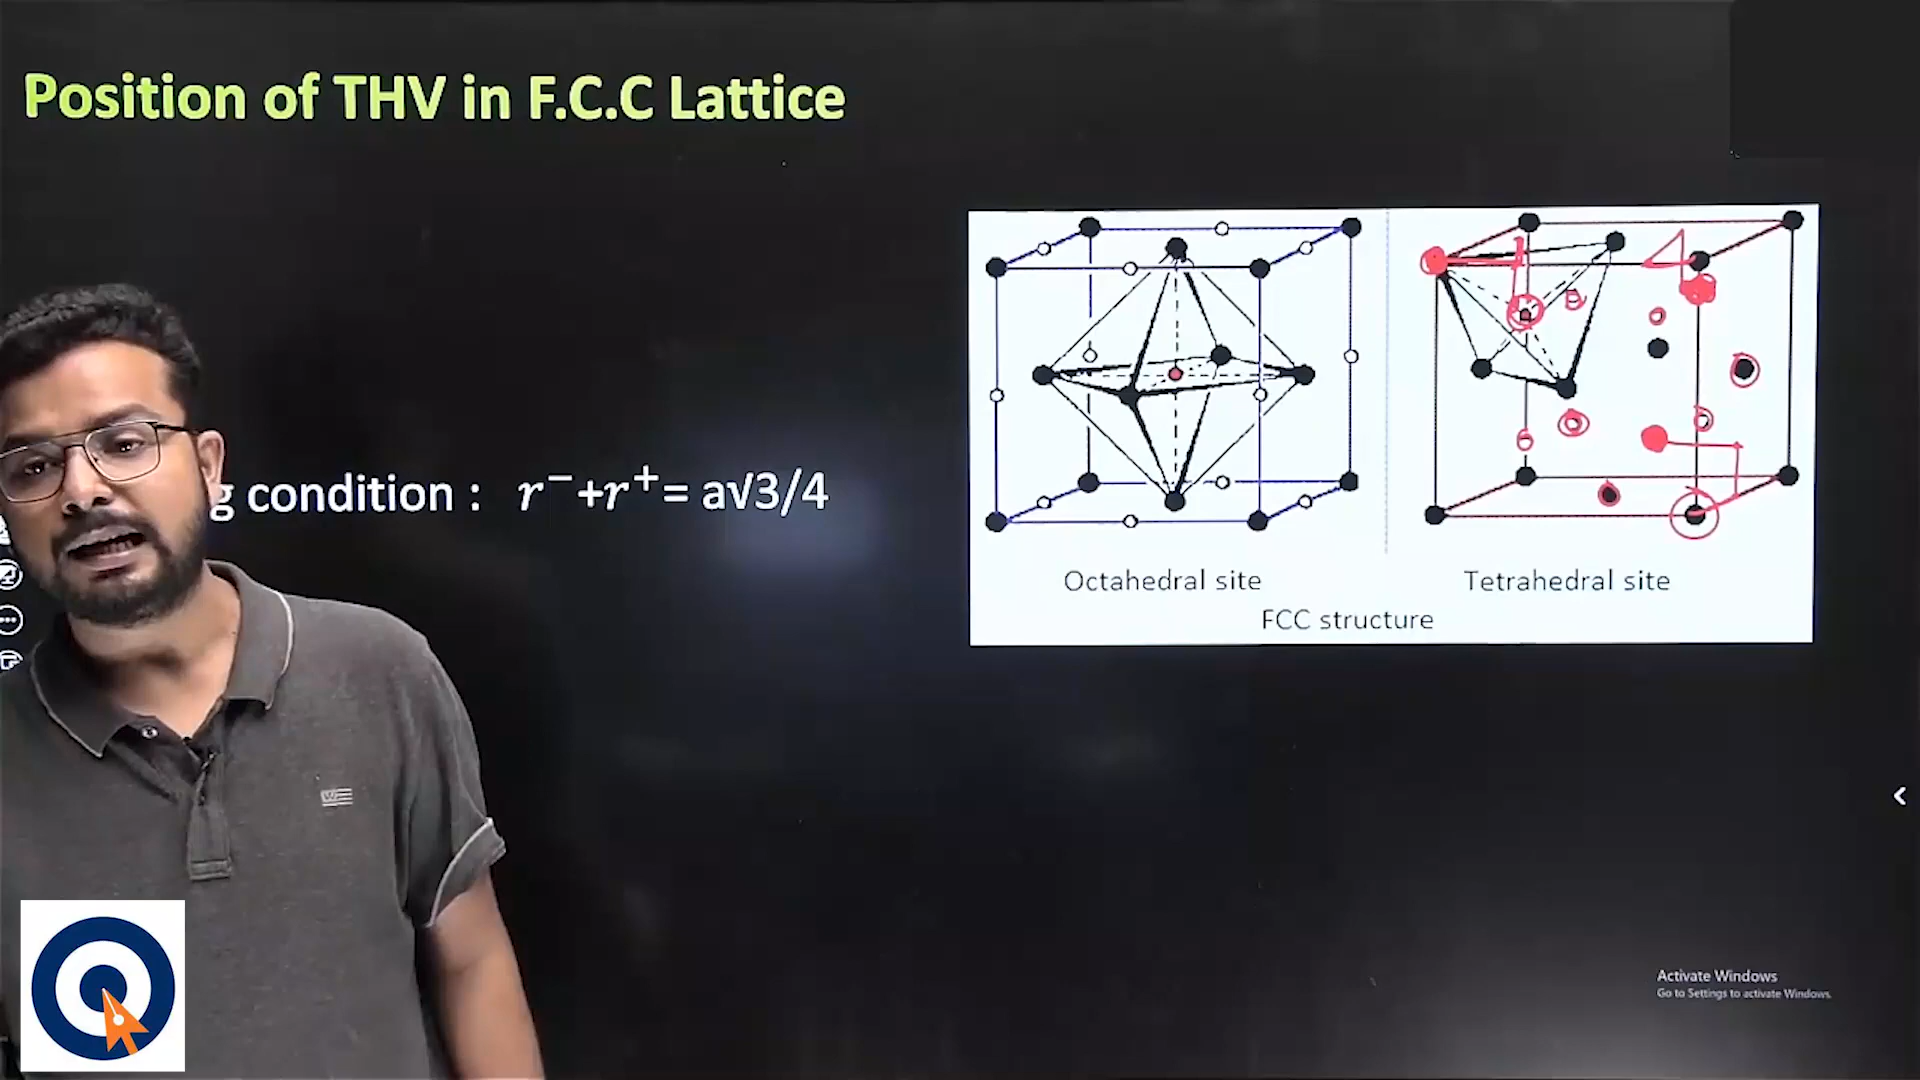 Position of THV in F.C.C Lattice
g condition : r⁻+r⁺= a√3/4
Octahedral site
Tetrahedral site
FCC structure
Activate Windows
Go to Settings to activate Windows.